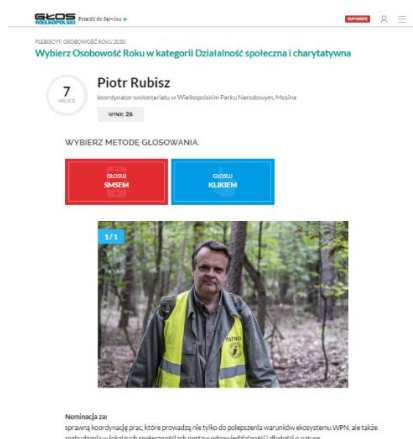 GŁOS
WIELKOPOLSKI
Przejdź do Serwisu
KUP GŁOSY
PLEBISCYT: OSOBOWOŚĆ ROKU 2020
Wybierz Osobowość Roku w kategorii Działalność społeczna i charytatywna
7
MIEJSCE
Piotr Rubisz
koordynator wolontariatu w Wielkopolskim Parku Narodowym, Mosina
WYNIK: 26
WYBIERZ METODĘ GŁOSOWANIA:
GŁOSUJ
SMSEM
GŁOSUJ
KLIKIEM
1/1
PATROL
Nominacja za:
sprawną koordynację prac, które prowadzą nie tylko do polepszenia warunków ekosystemu WPN, ale także
rozbudzania w lokalnych społecznościach postaw odpowiedzialności i dbałości o naturę